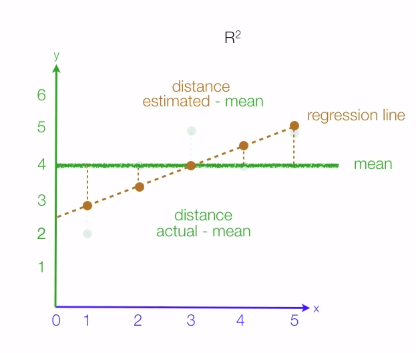 R²
y
distance
estimated - mean
regression line
6
5
4
mean
3
distance
actual - mean
2
1
x
0 1 2 3 4 5